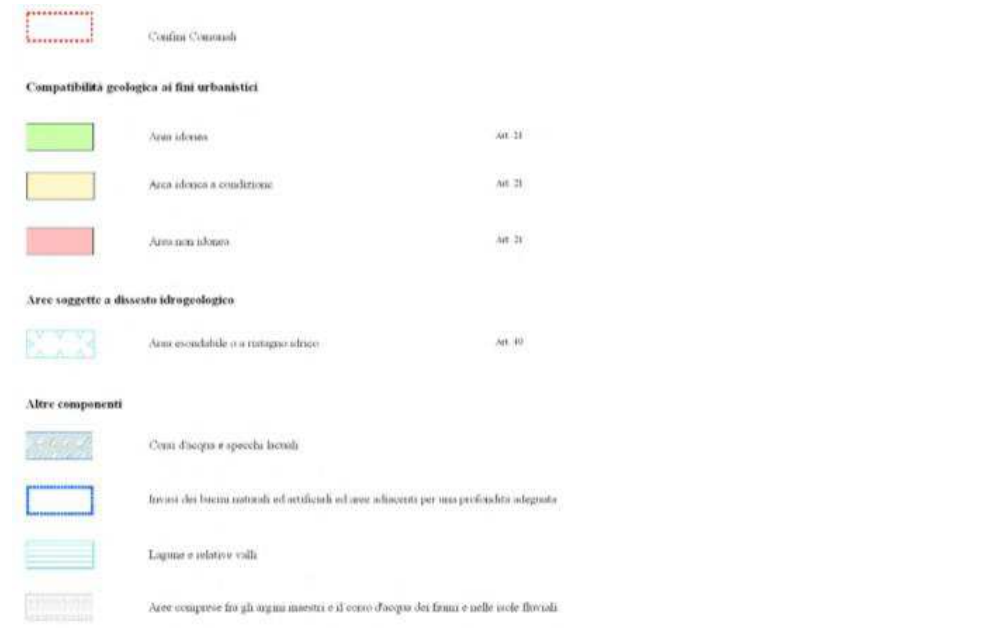 Confini Comunali
Compatibilità geologica ai fini urbanistici
Area idonea Art. 21
Area idonea a condizione Art. 21
Area non idonea Art. 21
Aree soggette a dissesto idrogeologico
Area esondabile o a ristagno idrico Art. 40
Altre componenti
Corsi d'acqua e specchi lacuali
Invasi dei bacini naturali ed artificiali ed aree adiacenti per una profondità adeguata
Lagune e relative valli
Aree comprese fra gli argini maestri e il corso d'acqua dei fiumi e nelle isole fluviali